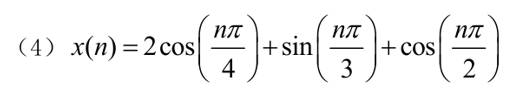 （4）x(n) = 2cos(nπ/4) + sin(nπ/3) + cos(nπ/2)